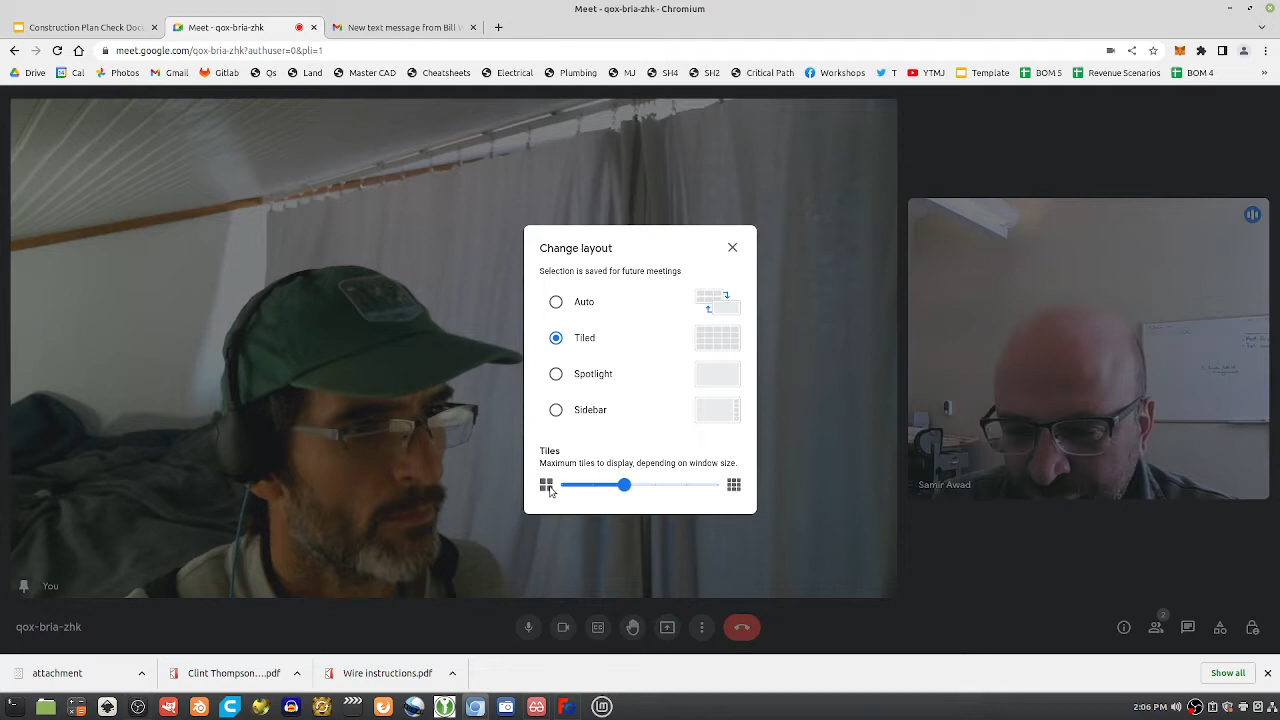 Meet - qox-bria-zhk - Chromium
Construction Plan Check Docu
Meet - qox-bria-zhk
New text message from Bill V
meet.google.com/qox-bria-zhk?authuser=0&pli=1
Drive
Cal
Photos
Gmail
Gitlab
Qs
Land
Master CAD
Cheatsheets
Electrical
Plumbing
MJ
SH4
SH2
Critical Path
Workshops
T
YTMJ
Template
BOM 5
Revenue Scenarios
BOM 4
»
Change layout
Selection is saved for future meetings
Auto
Tiled
Spotlight
Sidebar
Tiles
Maximum tiles to display, depending on window size.
Samir Awad
You
qox-bria-zhk
2
attachment
Clint Thompson....pdf
Wire instructions.pdf
Show all
2:06 PM